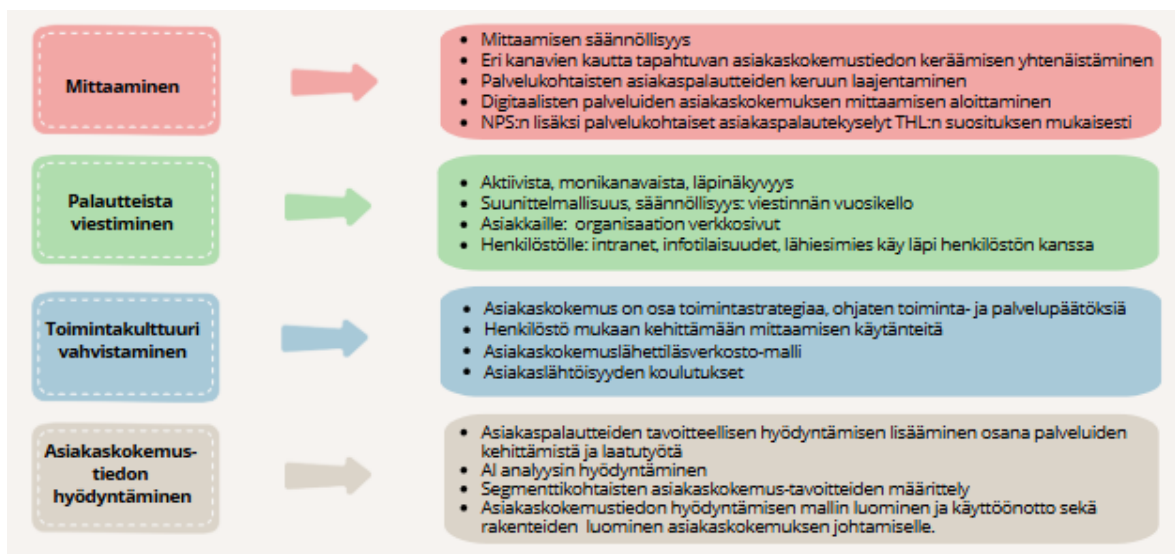 Mittaaminen
• Mittaamisen säännöllisyys
• Eri kanavien kautta tapahtuvan asiakaskokemustiedon keräämisen yhtenäistäminen
• Palvelukohtaisten asiakaspalautteiden keruun laajentaminen
• Digitaalisten palveluiden asiakaskokemuksen mittaamisen aloittaminen
• NPS:n lisäksi palvelukohtaiset asiakaspalautekyselyt THL:n suosituksen mukaisesti
Palautteista
viestiminen
• Aktiivista, monikanavaista, läpinäkyvyys
• Suunittelmallisuus, säännöllisyys: viestinnän vuosikello
• Asiakkaille: organisaation verkkosivut
• Henkilöstölle: intranet, infotilaisuudet, lähiesimies käy läpi henkilöstön kanssa
Toimintakulttuuri
vahvistaminen
• Asiakaskokemus on osa toimintastrategiaa, ohjaten toiminta- ja palvelupäätöksiä
• Henkilöstö mukaan kehittämään mittaamisen käytänteitä
• Asiakaskokemuslähettiläsverkosto-malli
• Asiakaslähtöisyyden koulutukset
Asiakaskokemus-
tiedon
hyödyntäminen
• Asiakaspalautteiden tavoitteellisen hyödyntämisen lisääminen osana palveluiden
kehittämistä ja laatutyötä
• AI analyysin hyödyntäminen
• Segmenttikohtaisten asiakaskokemus-tavoitteiden määrittely
• Asiakaskokemustiedon hyödyntämisen mallin luominen ja käyttöönotto sekä
rakenteiden luominen asiakaskokemuksen johtamiselle.